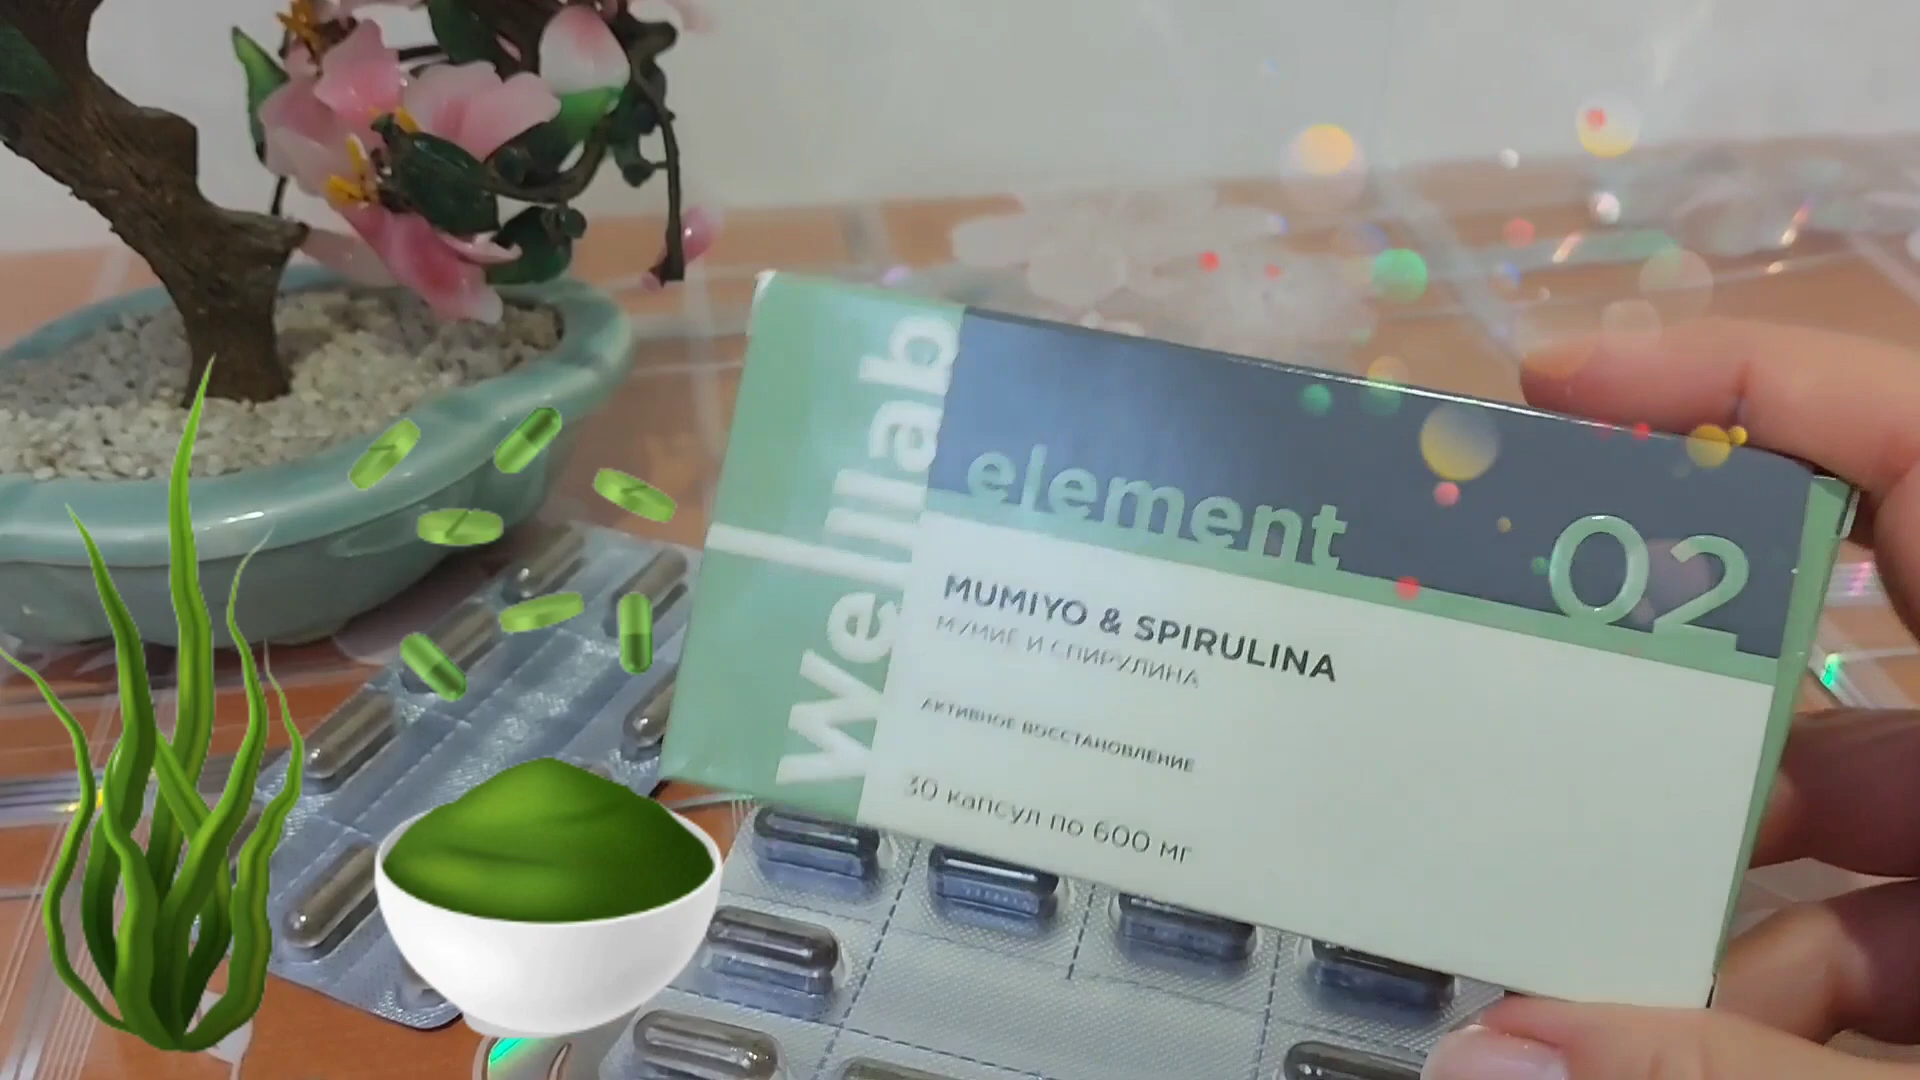 welllab
element
02
MUMIYO & SPIRULINA
МУМИЕ И СПИРУЛИНА
АКТИВНОЕ ВОССТАНОВЛЕНИЕ
30 капсул по 600 мг